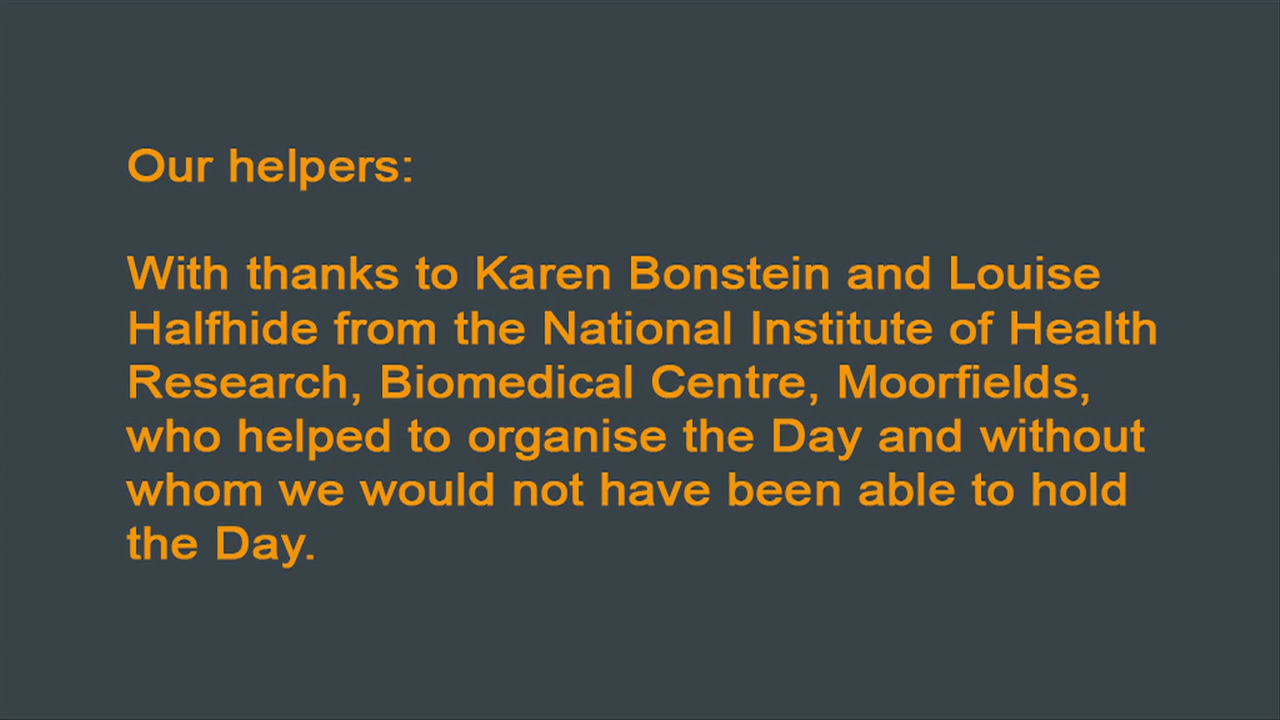 Our helpers:
With thanks to Karen Bonstein and Louise
Halfhide from the National Institute of Health
Research, Biomedical Centre, Moorfields,
who helped to organise the Day and without
whom we would not have been able to hold
the Day.